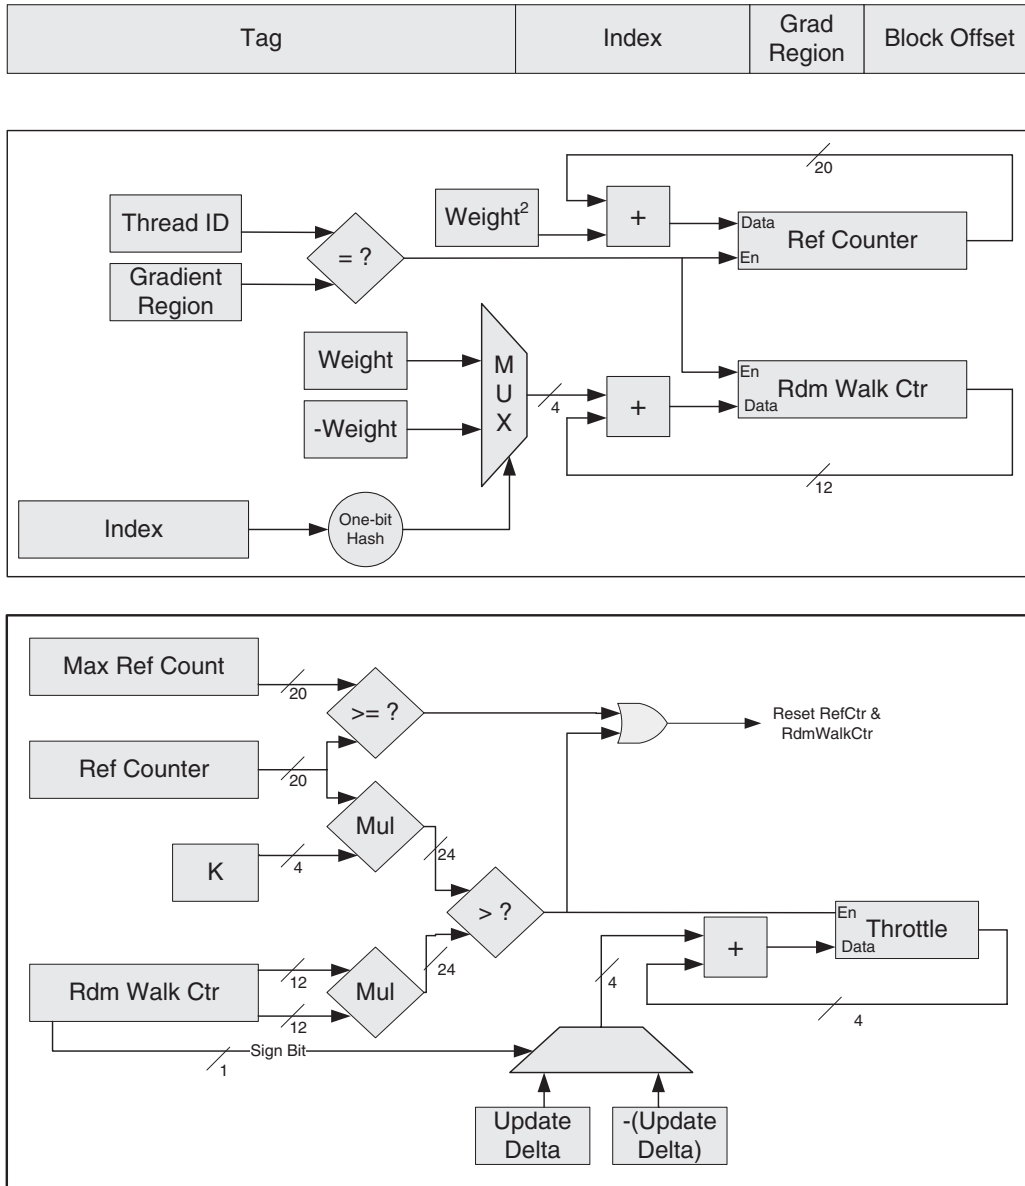 Tag
Index
Grad
Region
Block Offset
20
Thread ID
Weight²
+
Data
Ref Counter
= ?
En
Gradient
Region
Weight
M
U
X
4
+
En
Rdm Walk Ctr
Data
-Weight
12
Index
One-bit
Hash
Max Ref Count
20
>= ?
Reset RefCtr &
RdmWalkCtr
Ref Counter
20
Mul
K
4
24
> ?
En
Throttle
Data
+
24
4
4
Rdm Walk Ctr
12
12
Mul
Sign Bit
1
Update
Delta
-(Update
Delta)